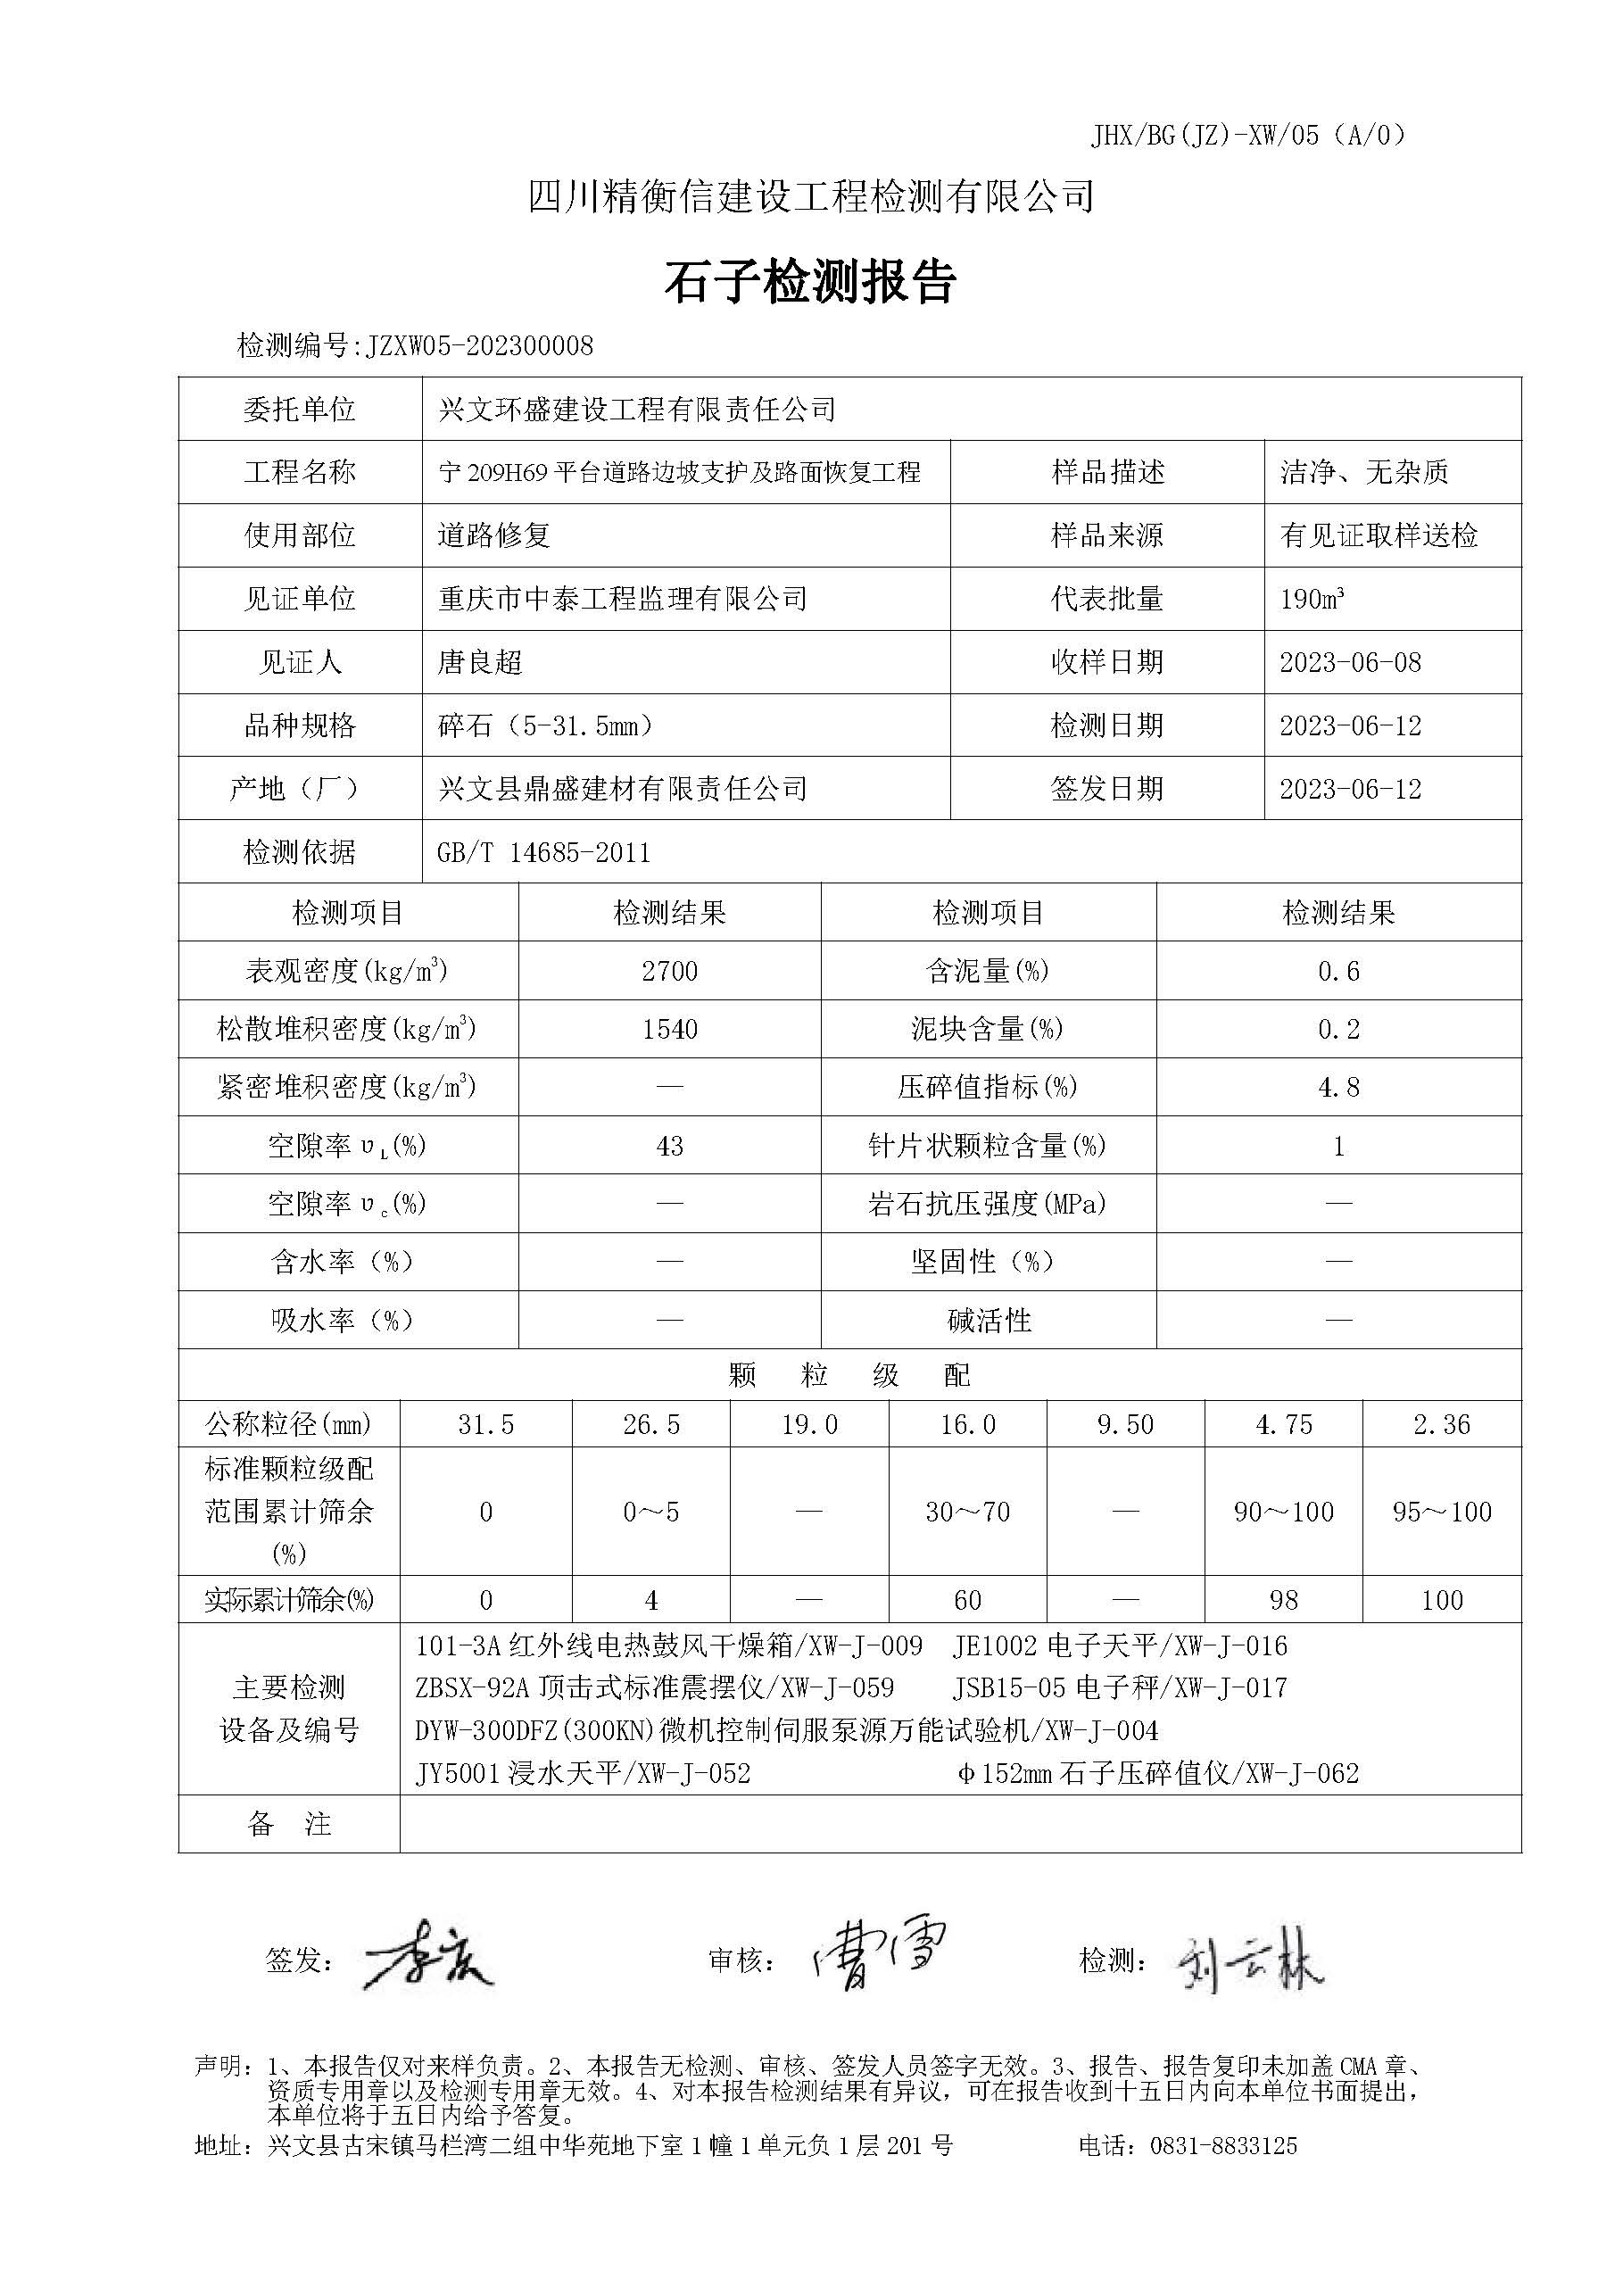 JHX/BG(JZ)-XW/05（A/0）
四川精衡信建设工程检测有限公司
石子检测报告
检测编号:JZXW05-202300008
委托单位 兴文环盛建设工程有限责任公司
工程名称 宁209H69平台道路边坡支护及路面恢复工程 样品描述 洁净、无杂质
使用部位 道路修复 样品来源 有见证取样送检
见证单位 重庆市中泰工程监理有限公司 代表批量 190m³
见证人 唐良超 收样日期 2023-06-08
品种规格 碎石（5-31.5mm） 检测日期 2023-06-12
产地（厂） 兴文县鼎盛建材有限责任公司 签发日期 2023-06-12
检测依据 GB/T 14685-2011
检测项目 检测结果 检测项目 检测结果
表观密度(kg/m³) 2700 含泥量(%) 0.6
松散堆积密度(kg/m³) 1540 泥块含量(%) 0.2
紧密堆积密度(kg/m³) — 压碎值指标(%) 4.8
空隙率υL(%) 43 针片状颗粒含量(%) 1
空隙率υc(%) — 岩石抗压强度(MPa) —
含水率（%） — 坚固性（%） —
吸水率（%） — 碱活性 —
颗 粒 级 配
公称粒径(mm) 31.5 26.5 19.0 16.0 9.50 4.75 2.36
标准颗粒级配
范围累计筛余 0 0～5 — 30～70 — 90～100 95～100
(%)
实际累计筛余(%) 0 4 — 60 — 98 100
101-3A红外线电热鼓风干燥箱/XW-J-009 JE1002电子天平/XW-J-016
主要检测 ZBSX-92A顶击式标准震摆仪/XW-J-059 JSB15-05电子秤/XW-J-017
设备及编号 DYW-300DFZ(300KN)微机控制伺服泵源万能试验机/XW-J-004
JY5001浸水天平/XW-J-052 φ152mm石子压碎值仪/XW-J-062
备 注
签发： 审核：曹雪 检测：刘云林
声明：1、本报告仅对来样负责。2、本报告无检测、审核、签发人员签字无效。3、报告、报告复印未加盖CMA章、
资质专用章以及检测专用章无效。4、对本报告检测结果有异议，可在报告收到十五日内向本单位书面提出，
本单位将于五日内给予答复。
地址：兴文县古宋镇马栏湾二组中华苑地下室1幢1单元负1层201号 电话：0831-8833125